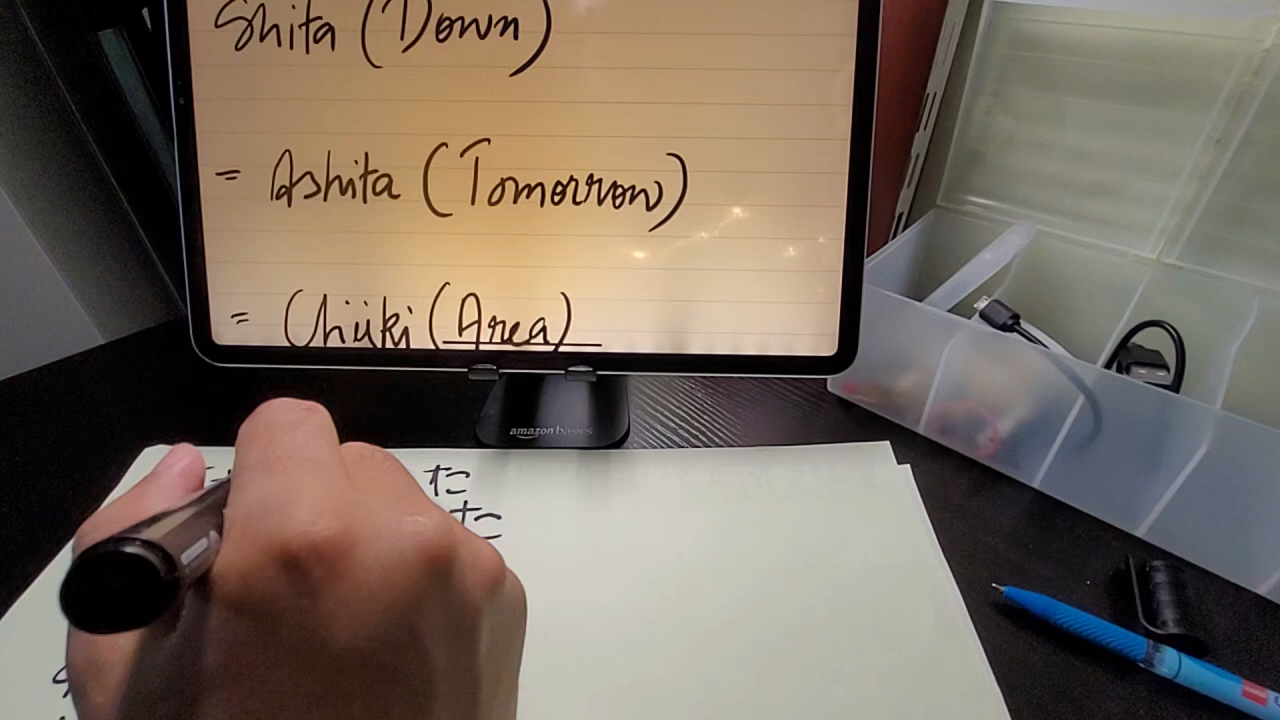 Shita (Down)
= Ashita (Tomorrow)
= Chiiki (Area)
amazon basics
た
た